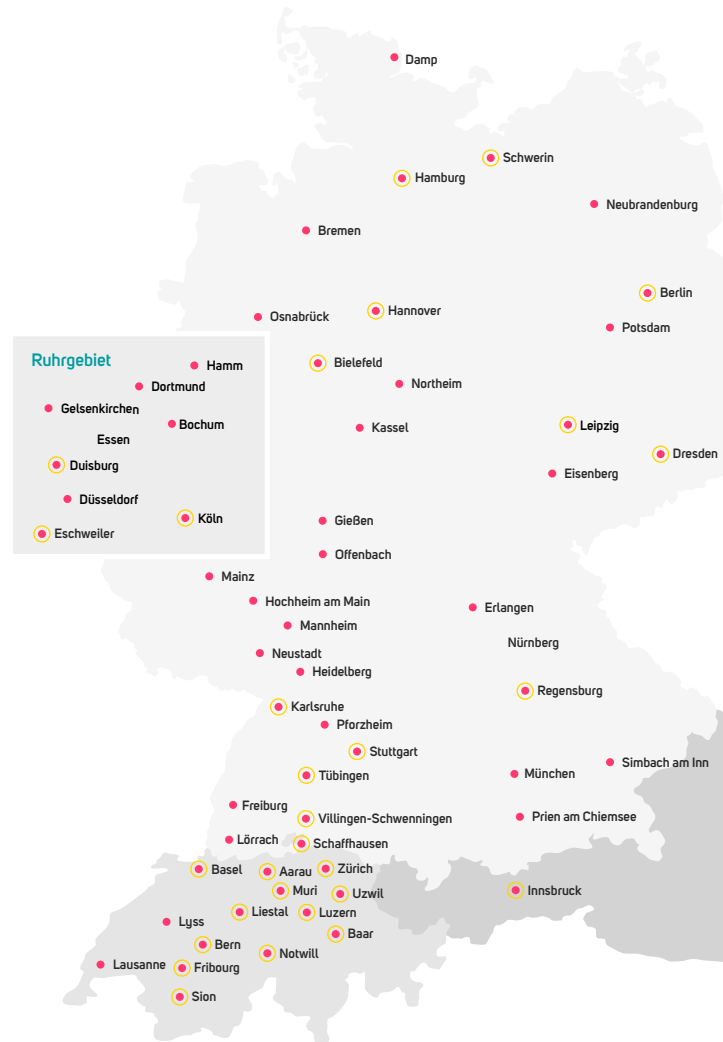 Damp
Schwerin
Hamburg
Neubrandenburg
Bremen
Berlin
Hannover
Osnabrück
Potsdam
Ruhrgebiet
Bielefeld
Hamm
Northeim
Dortmund
Gelsenkirchen
Bochum
Kassel
Leipzig
Essen
Dresden
Duisburg
Eisenberg
Düsseldorf
Köln
Gießen
Eschweiler
Offenbach
Mainz
Hochheim am Main
Erlangen
Mannheim
Nürnberg
Neustadt
Heidelberg
Regensburg
Karlsruhe
Pforzheim
Stuttgart
Simbach am Inn
München
Tübingen
Freiburg
Prien am Chiemsee
Villingen-Schwenningen
Lörrach
Schaffhausen
Basel
Aarau
Zürich
Muri
Uzwil
Innsbruck
Liestal
Luzern
Lyss
Baar
Bern
Notwill
Lausanne
Fribourg
Sion